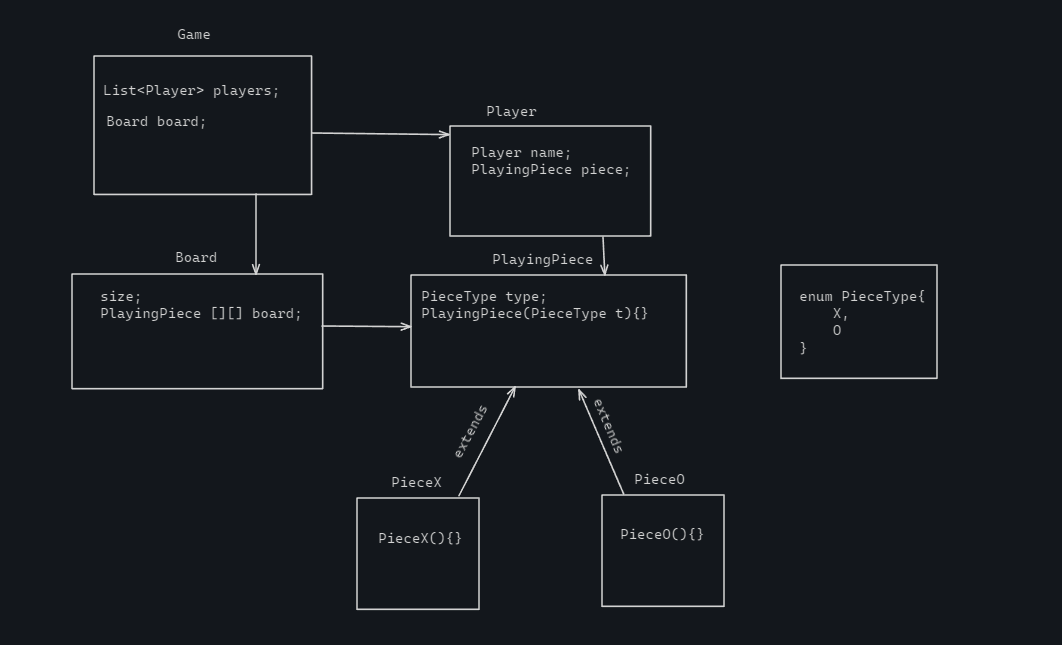 Game
List<Player> players;
Board board;
Player
Player name;
PlayingPiece piece;
Board
size;
PlayingPiece [][] board;
PlayingPiece
PieceType type;
PlayingPiece(PieceType t){}
enum PieceType{
X,
O
}
extends
extends
PieceX
PieceX(){}
PieceO
PieceO(){}